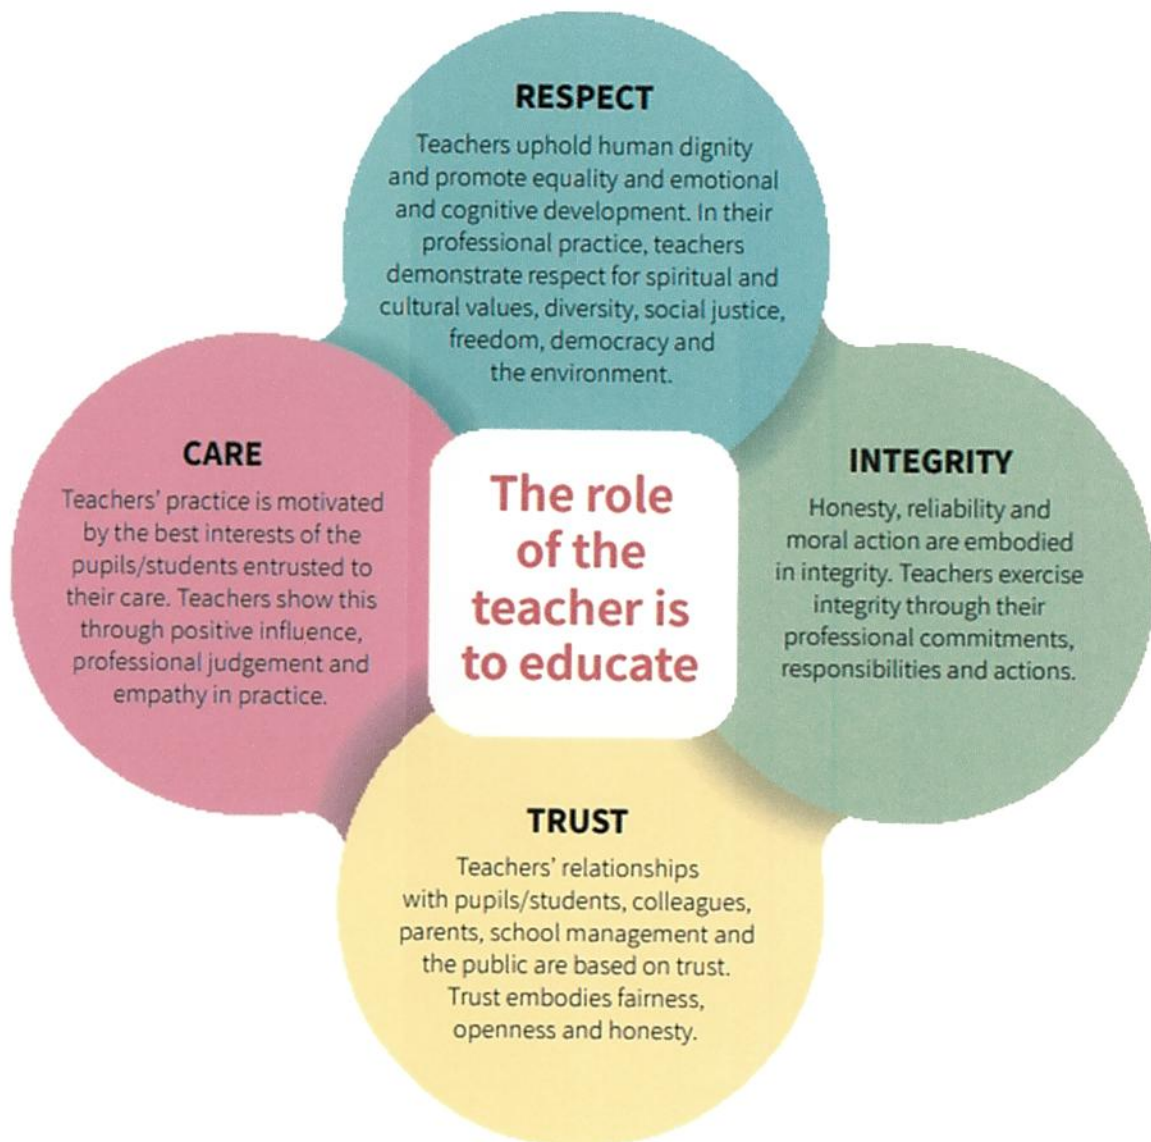 RESPECT
Teachers uphold human dignity
and promote equality and emotional
and cognitive development. In their
professional practice, teachers
demonstrate respect for spiritual and
cultural values, diversity, social justice,
freedom, democracy and
the environment.
CARE
Teachers’ practice is motivated
by the best interests of the
pupils/students entrusted to
their care. Teachers show this
through positive influence,
professional judgement and
empathy in practice.
The role
of the
teacher is
to educate
INTEGRITY
Honesty, reliability and
moral action are embodied
in integrity. Teachers exercise
integrity through their
professional commitments,
responsibilities and actions.
TRUST
Teachers’ relationships
with pupils/students, colleagues,
parents, school management and
the public are based on trust.
Trust embodies fairness,
openness and honesty.